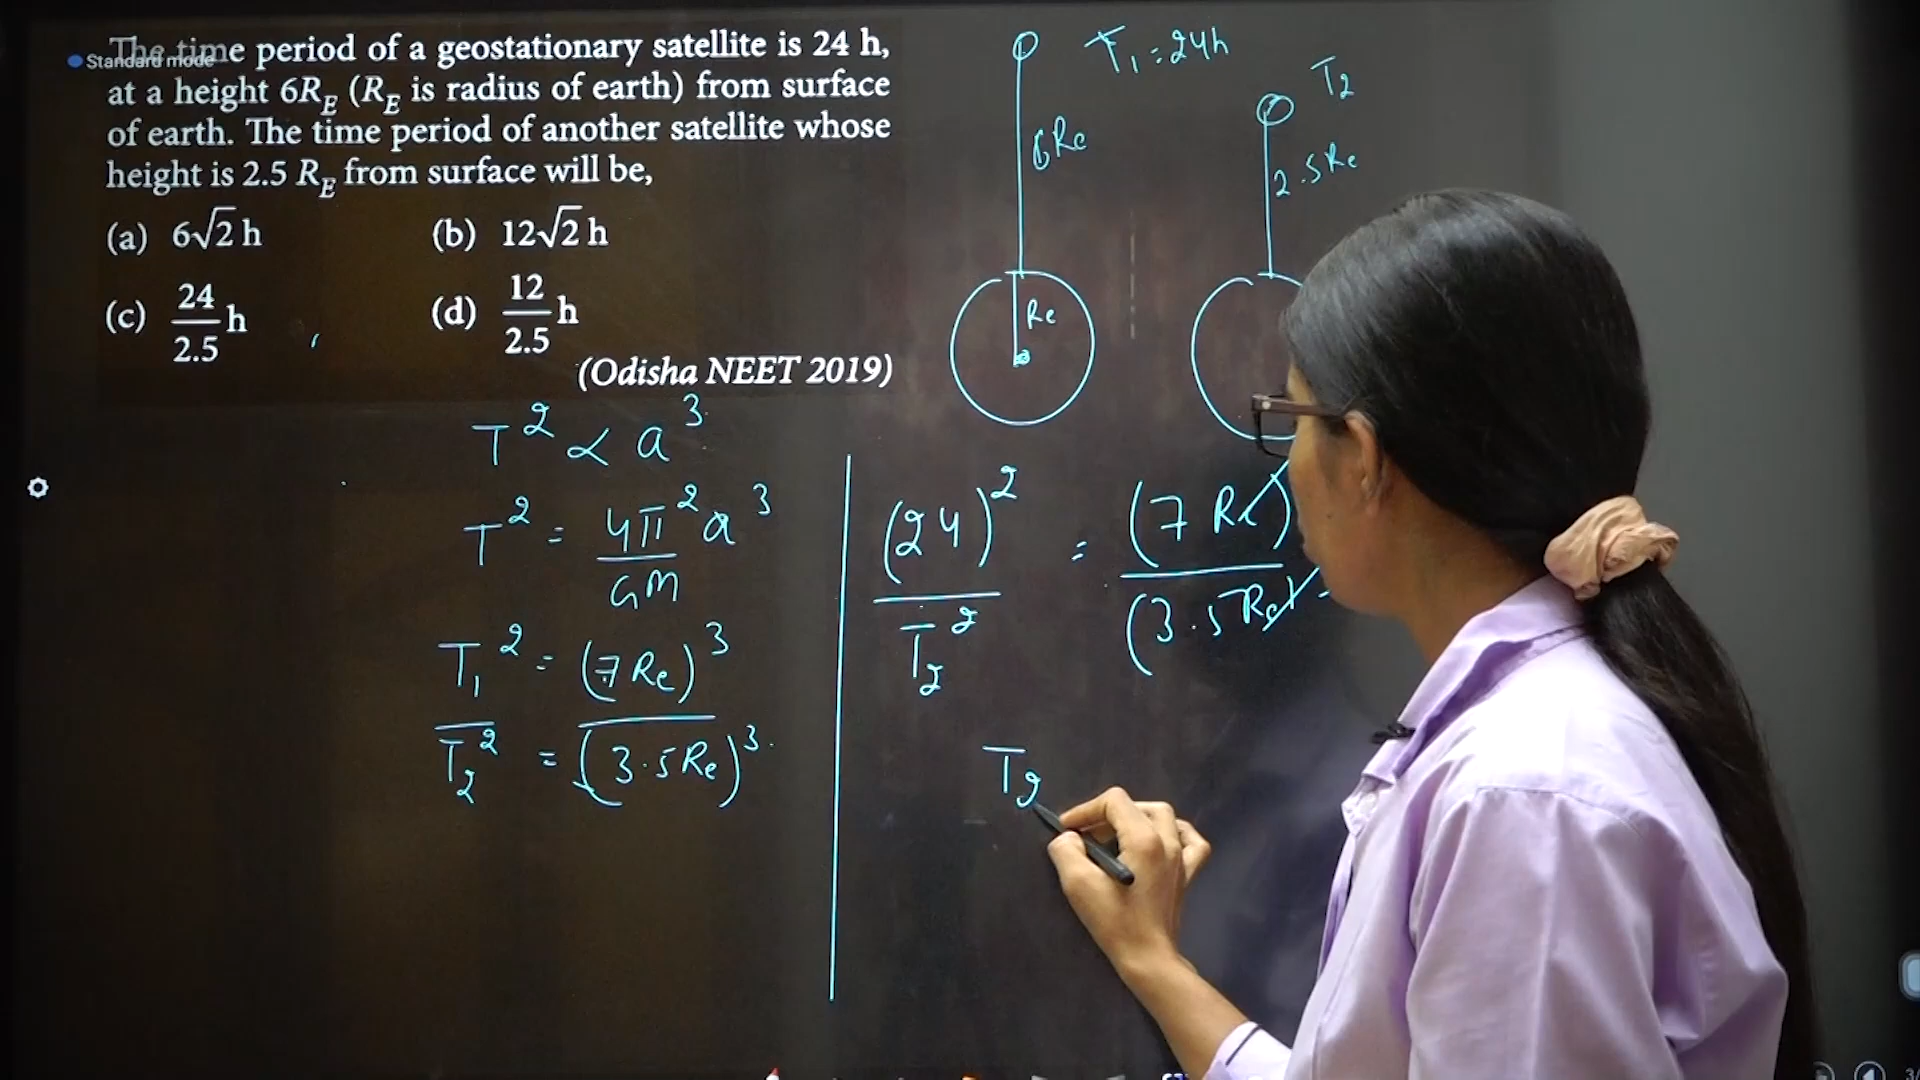 The time period of a geostationary satellite is 24 h,
Standard mode
at a height 6R_E (R_E is radius of earth) from surface
of earth. The time period of another satellite whose
height is 2.5 R_E from surface will be,
(a) 6√2 h
(b) 12√2 h
(c) 24/2.5 h
(d) 12/2.5 h
(Odisha NEET 2019)
T₁ = 24h
T₂
6Re
2.5Re
Re
T² ∝ a³
T² = 4π²a³/GM
T₁² = (7Re)³
T₂² = (3.5Re)³
(24)²/T₂² = (7Re)/(3.5Re)
T₂